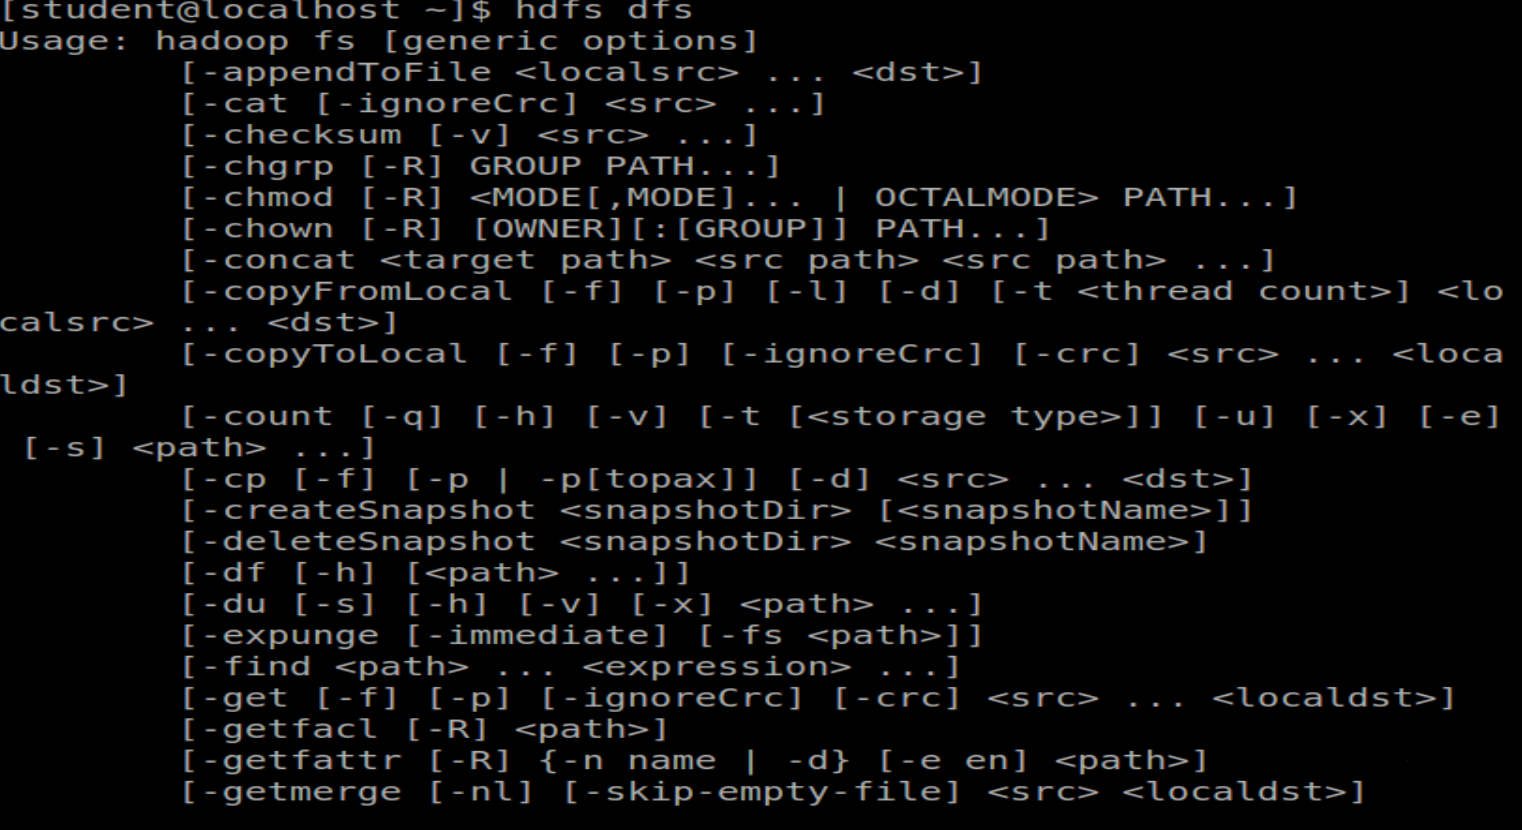 [student@localhost ~]$ hdfs dfs
Usage: hadoop fs [generic options]
        [-appendToFile <localsrc> ... <dst>]
        [-cat [-ignoreCrc] <src> ...]
        [-checksum [-v] <src> ...]
        [-chgrp [-R] GROUP PATH...]
        [-chmod [-R] <MODE[,MODE]... | OCTALMODE> PATH...]
        [-chown [-R] [OWNER][:[GROUP]] PATH...]
        [-concat <target path> <src path> <src path> ...]
        [-copyFromLocal [-f] [-p] [-l] [-d] [-t <thread count>] <lo
calsrc> ... <dst>]
        [-copyToLocal [-f] [-p] [-ignoreCrc] [-crc] <src> ... <loca
ldst>]
        [-count [-q] [-h] [-v] [-t [<storage type>]] [-u] [-x] [-e]
 [-s] <path> ...]
        [-cp [-f] [-p | -p[topax]] [-d] <src> ... <dst>]
        [-createSnapshot <snapshotDir> [<snapshotName>]]
        [-deleteSnapshot <snapshotDir> <snapshotName>]
        [-df [-h] [<path> ...]]
        [-du [-s] [-h] [-v] [-x] <path> ...]
        [-expunge [-immediate] [-fs <path>]]
        [-find <path> ... <expression> ...]
        [-get [-f] [-p] [-ignoreCrc] [-crc] <src> ... <localdst>]
        [-getfacl [-R] <path>]
        [-getfattr [-R] {-n name | -d} [-e en] <path>]
        [-getmerge [-nl] [-skip-empty-file] <src> <localdst>]